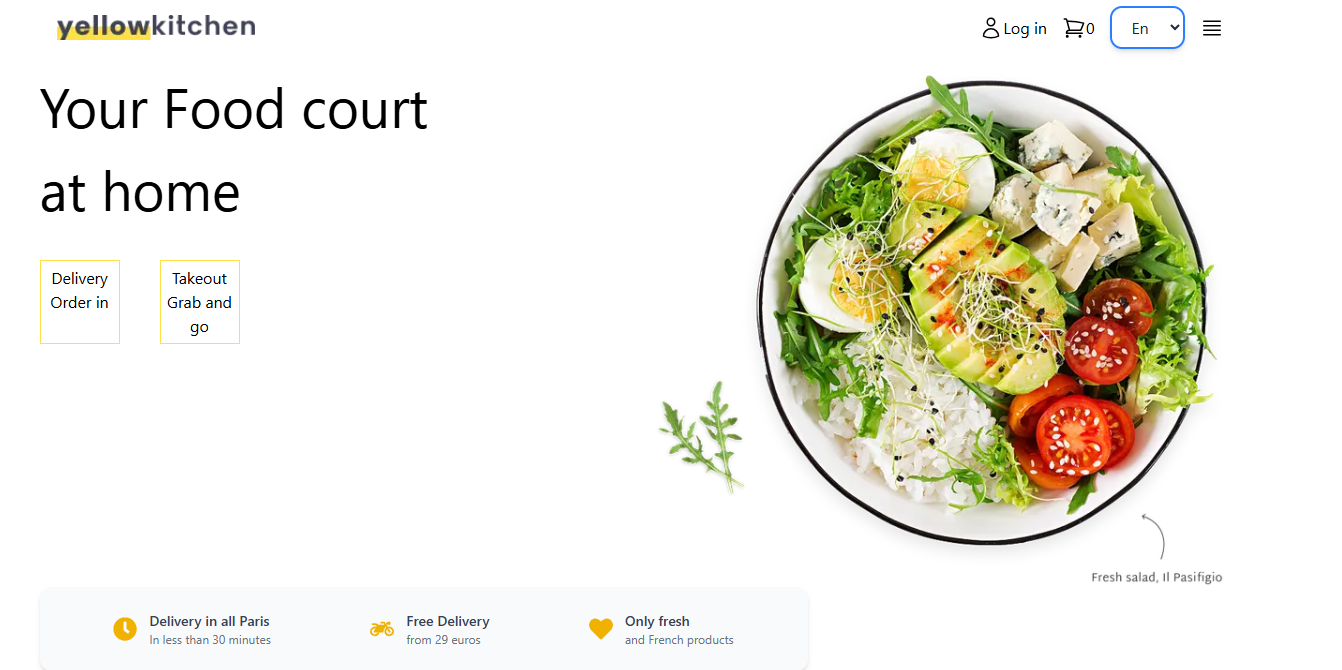 yellowkitchen
Log in
0
En
Your Food court
at home
Delivery
Order in
Takeout
Grab and
go
Fresh salad, Il Pasifigio
Delivery in all Paris
In less than 30 minutes
Free Delivery
from 29 euros
Only fresh
and French products